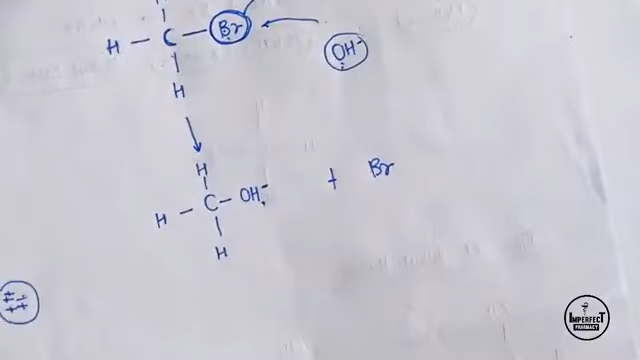 H — C — Br OH⁻
H
H
H — C — OH⁻ + Br
H
IMPERFECT
PHARMACY